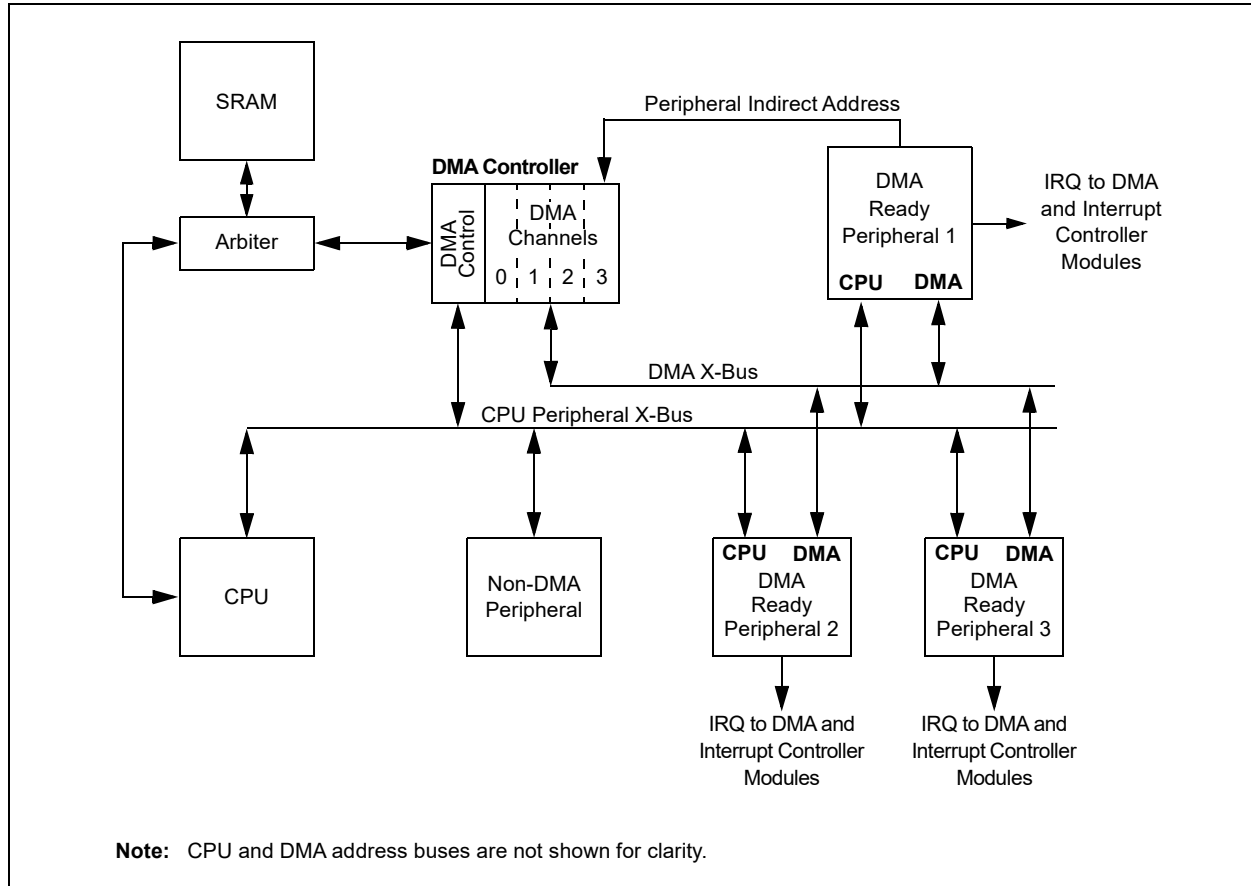 SRAM
Peripheral Indirect Address
DMA Controller
DMA
Control
DMA
Channels
0 1 2 3
DMA
Ready
Peripheral 1
CPU DMA
IRQ to DMA
and Interrupt
Controller
Modules
Arbiter
DMA X-Bus
CPU Peripheral X-Bus
CPU
Non-DMA
Peripheral
CPU DMA
DMA
Ready
Peripheral 2
CPU DMA
DMA
Ready
Peripheral 3
IRQ to DMA and
Interrupt Controller
Modules
IRQ to DMA and
Interrupt Controller
Modules
Note: CPU and DMA address buses are not shown for clarity.